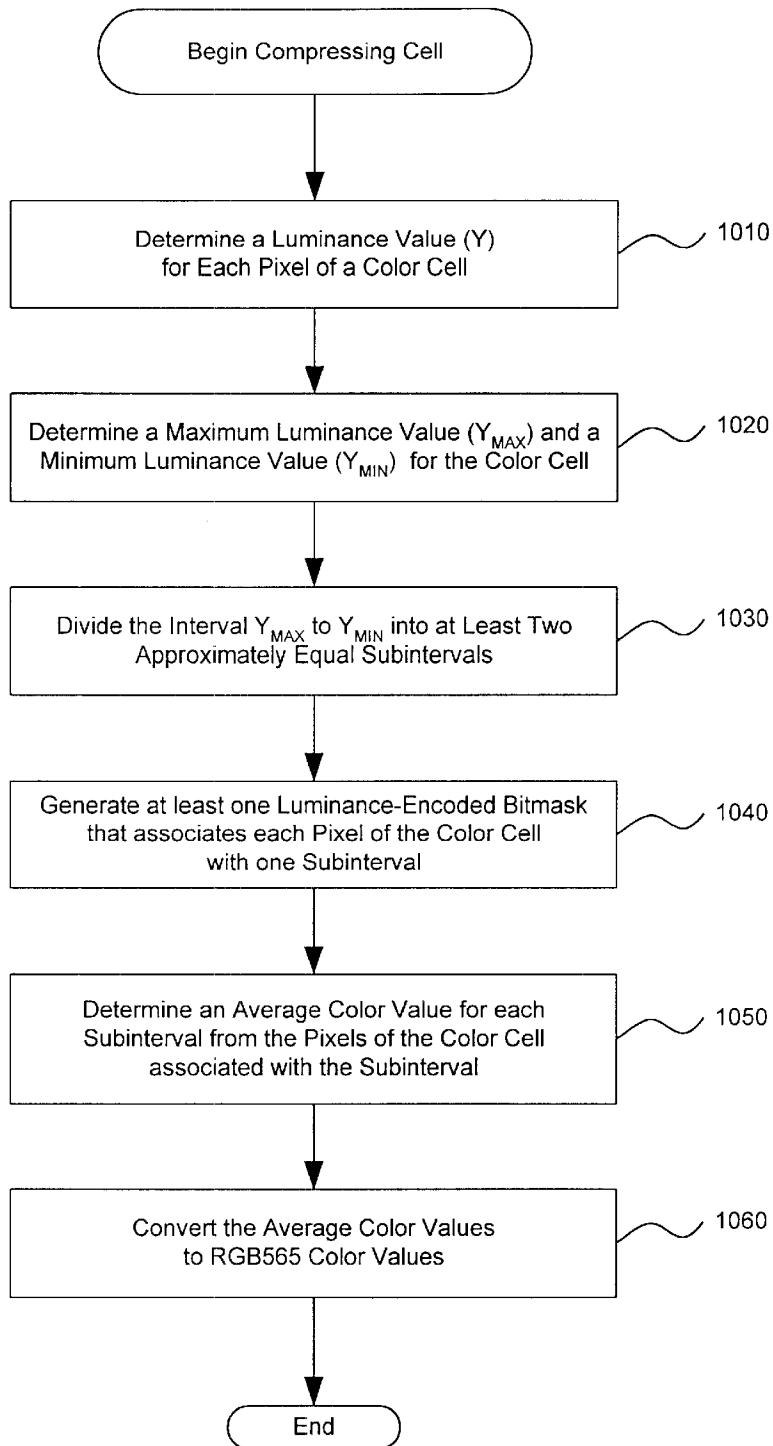 Begin Compressing Cell
Determine a Luminance Value (Y)
for Each Pixel of a Color Cell
1010
Determine a Maximum Luminance Value (Y_MAX) and a
Minimum Luminance Value (Y_MIN) for the Color Cell
1020
Divide the Interval Y_MAX to Y_MIN into at Least Two
Approximately Equal Subintervals
1030
Generate at least one Luminance-Encoded Bitmask
that associates each Pixel of the Color Cell
with one Subinterval
1040
Determine an Average Color Value for each
Subinterval from the Pixels of the Color Cell
associated with the Subinterval
1050
Convert the Average Color Values
to RGB565 Color Values
1060
End